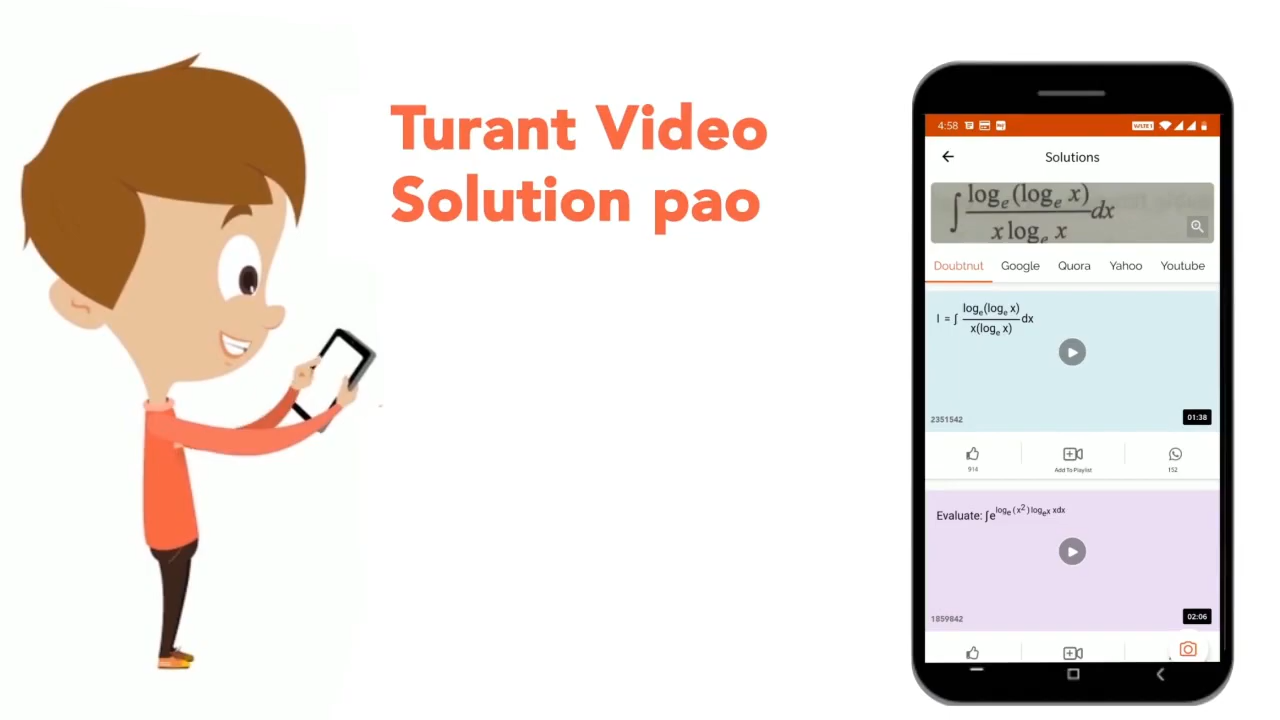 Turant Video
Solution pao
4:58
VoLTE1
Solutions
∫ logₑ(logₑ x) / x logₑ x dx
Doubtnut Google Quora Yahoo Youtube
I = ∫ logₑ(logₑ x) / x(logₑ x) dx
2351542 01:38
914 Add To Playlist 152
Evaluate: ∫e^logₑ(x²)logₑx xdx
1859842 02:06